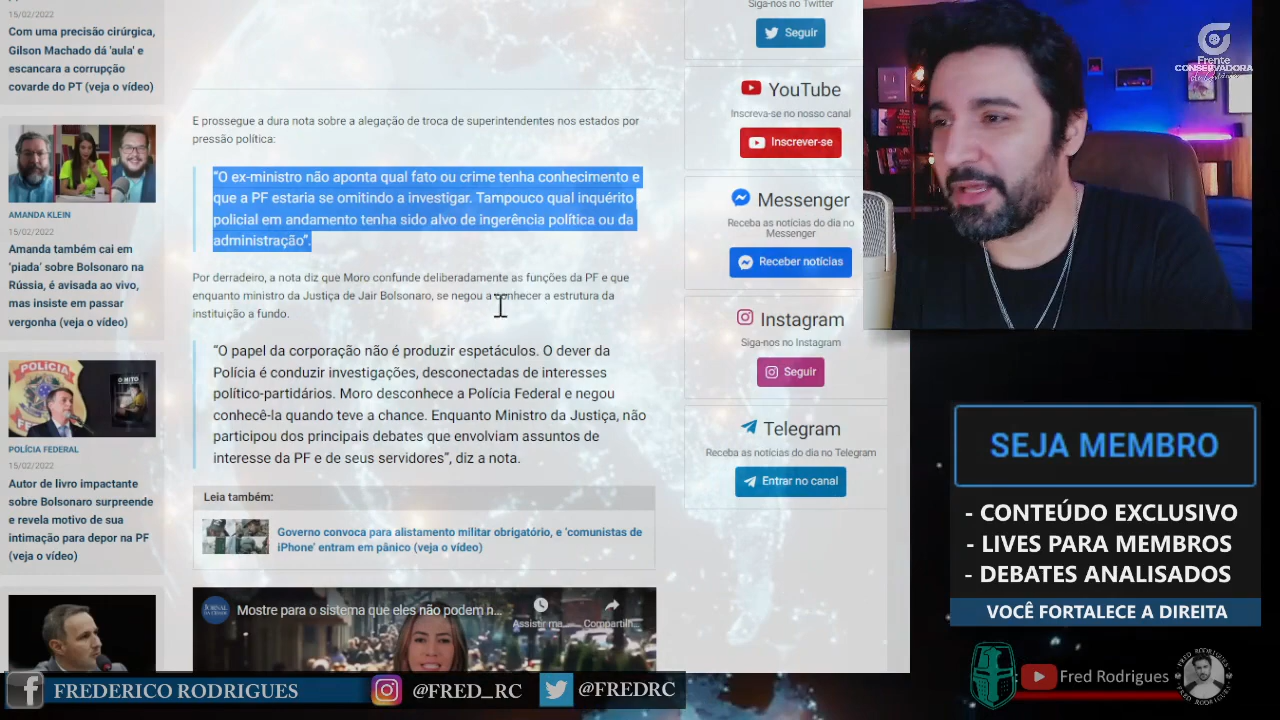 15/02/2022
Com uma precisão cirúrgica,
Gilson Machado dá 'aula' e
escancara a corrupção
covarde do PT (veja o vídeo)
AMANDA KLEIN
15/02/2022
Amanda também cai em
'piada' sobre Bolsonaro na
Rússia, é avisada ao vivo,
mas insiste em passar
vergonha (veja o vídeo)
POLÍCIA
O MITO
POLÍCIA FEDERAL
15/02/2022
Autor de livro impactante
sobre Bolsonaro surpreende
e revela motivo de sua
intimação para depor na PF
(veja o vídeo)
E prossegue a dura nota sobre a alegação de troca de superintendentes nos estados por
pressão política:
“O ex-ministro não aponta qual fato ou crime tenha conhecimento e
que a PF estaria se omitindo a investigar. Tampouco qual inquérito
policial em andamento tenha sido alvo de ingerência política ou da
administração”.
Por derradeiro, a nota diz que Moro confunde deliberadamente as funções da PF e que
enquanto ministro da Justiça de Jair Bolsonaro, se negou a conhecer a estrutura da
instituição a fundo.
“O papel da corporação não é produzir espetáculos. O dever da
Polícia é conduzir investigações, desconectadas de interesses
político-partidários. Moro desconhece a Polícia Federal e negou
conhecê-la quando teve a chance. Enquanto Ministro da Justiça, não
participou dos principais debates que envolviam assuntos de
interesse da PF e de seus servidores”, diz a nota.
Leia também:
Governo convoca para alistamento militar obrigatório, e 'comunistas de
iPhone' entram em pânico (veja o vídeo)
JORNAL
Mostre para o sistema que eles não podem n...
Assistir ma...
Compartilh...
Siga-nos no Twitter
Seguir
YouTube
Inscreva-se no nosso canal
Inscrever-se
Messenger
Receba as notícias do dia no
Messenger
Receber notícias
Instagram
Siga-nos no Instagram
Seguir
Telegram
Receba as notícias do dia no Telegram
Entrar no canal
Frente
CONSERVADORA
SEJA MEMBRO
- CONTEÚDO EXCLUSIVO
- LIVES PARA MEMBROS
- DEBATES ANALISADOS
VOCÊ FORTALECE A DIREITA
FREDERICO RODRIGUES
@FRED_RC
@FREDRC
Fred Rodrigues
FRED RODRIGUES